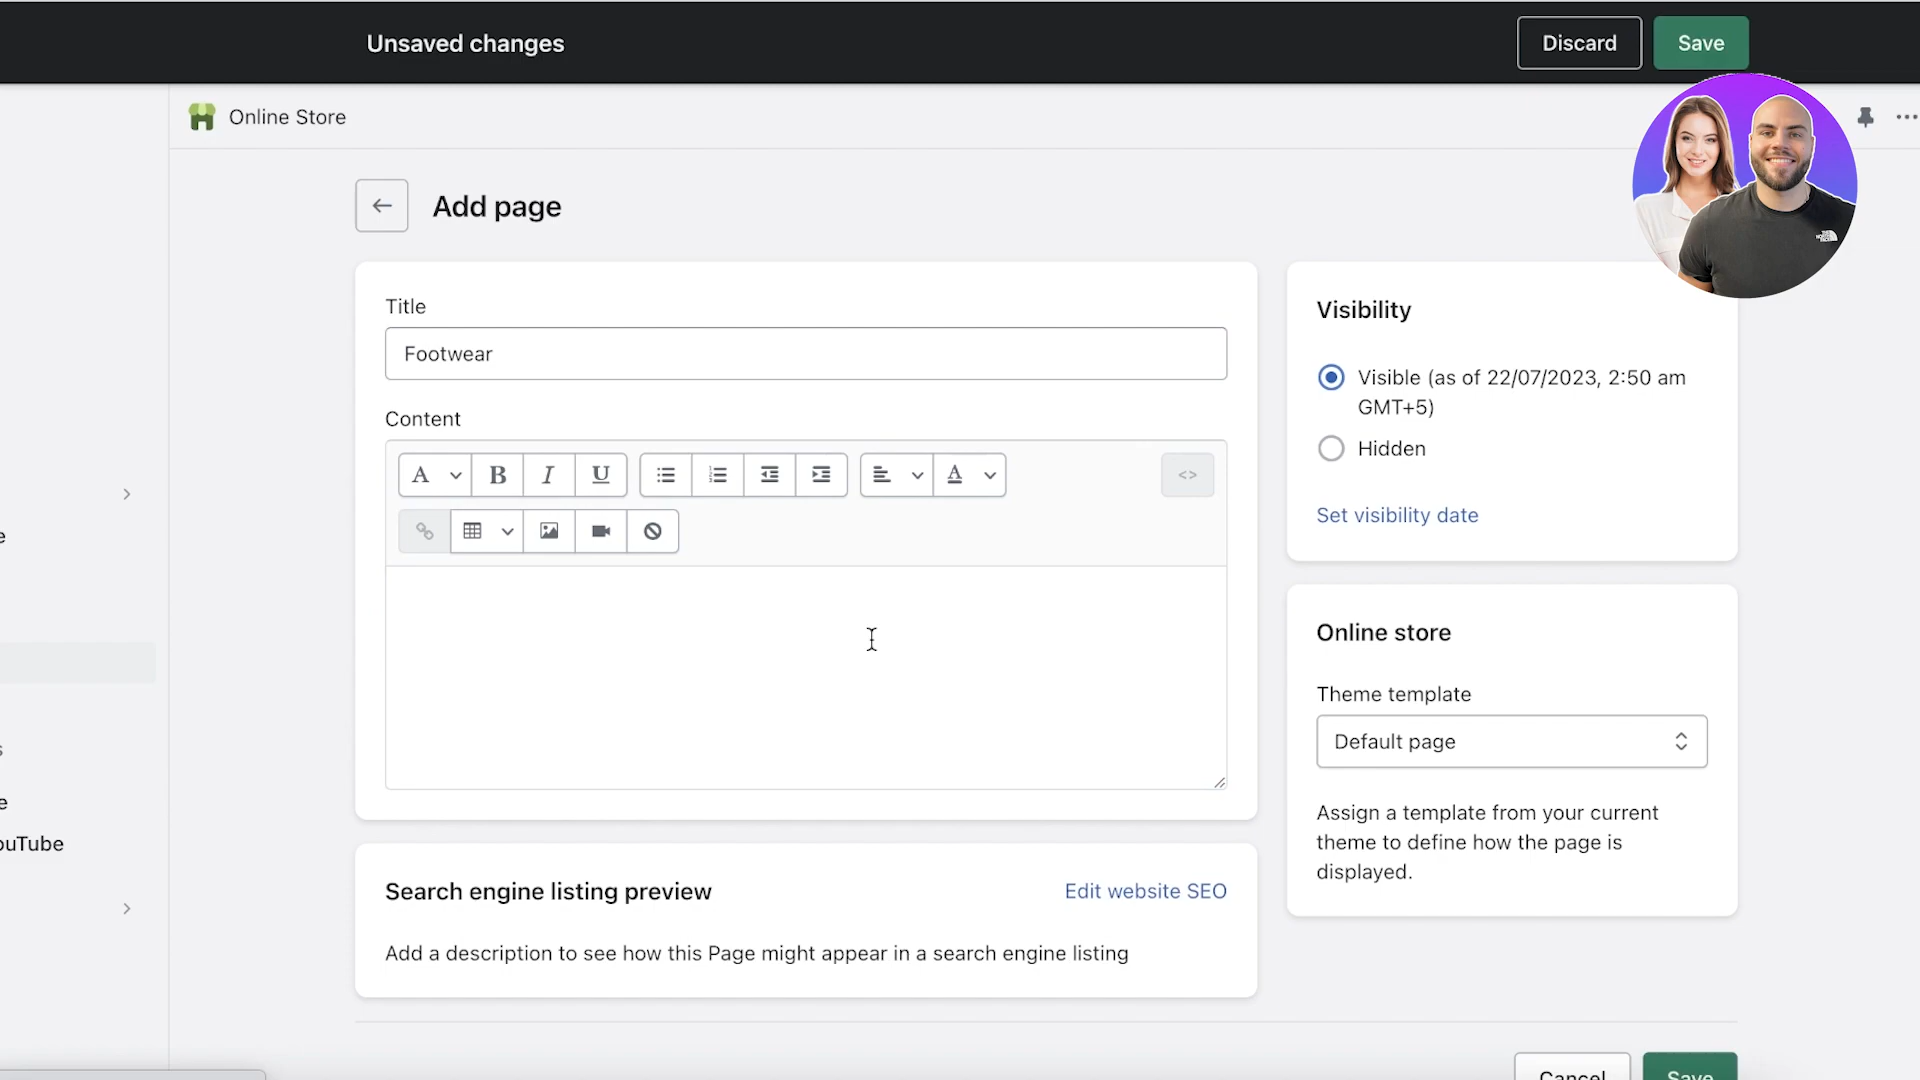 Unsaved changes
Discard
Save
Online Store
Add page
Title
Footwear
Content
Visibility
Visible (as of 22/07/2023, 2:50 am
GMT+5)
Hidden
Set visibility date
Online store
Theme template
Default page
Assign a template from your current
theme to define how the page is
displayed.
Search engine listing preview
Edit website SEO
Add a description to see how this Page might appear in a search engine listing
e
s
e
ouTube
Cancel
Save